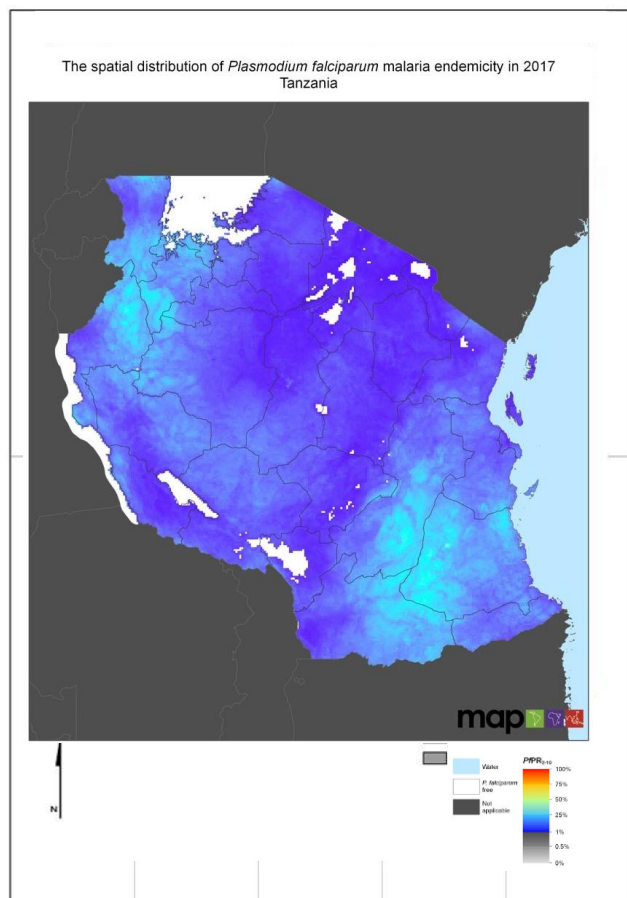 The spatial distribution of Plasmodium falciparum malaria endemicity in 2017
Tanzania
map
N
Water
P. falciparum
free
Not
applicable
PfPR2-10
100%
75%
50%
25%
1%
0.5%
0%